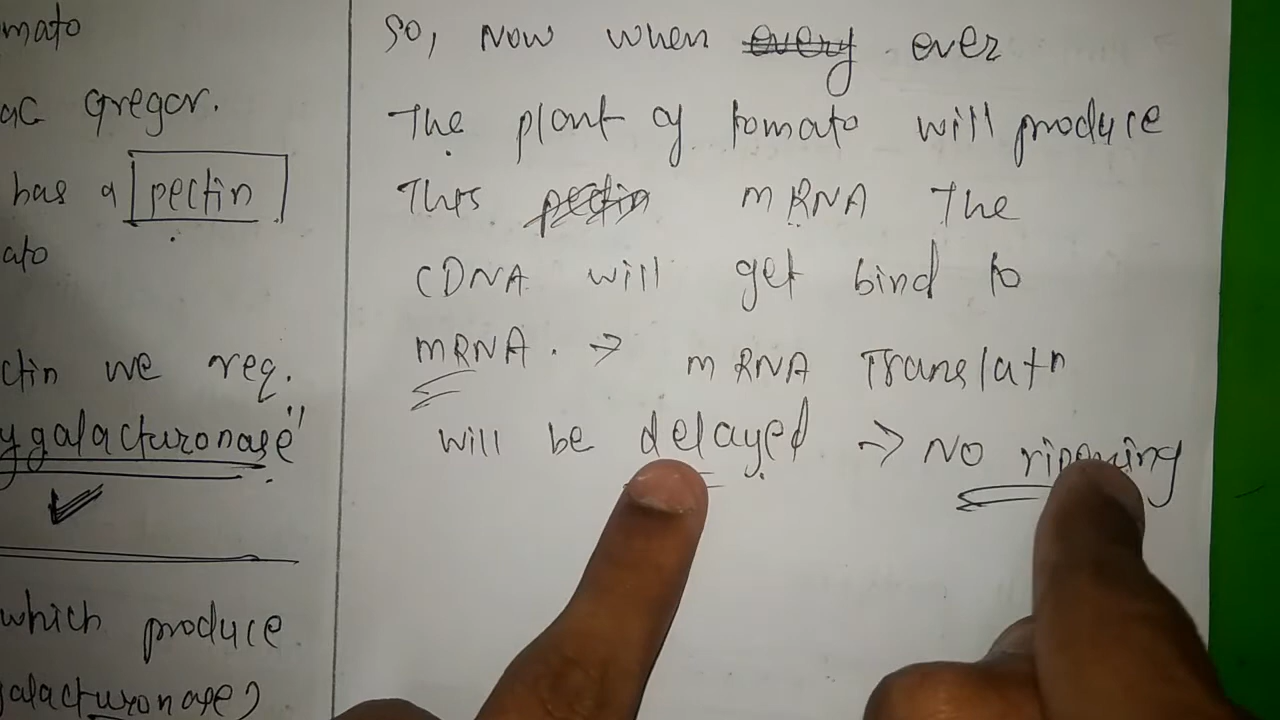 mato
ac Gregor.
has a pectin
ato
ctin we req.
ygalacturonase"
which produce
galacturonase)
So, Now when every ever
The plant of tomato will produce
This pectin mRNA The
CDNA will get bind to
mRNA. → mRNA Translatn
will be delayed → No ripening